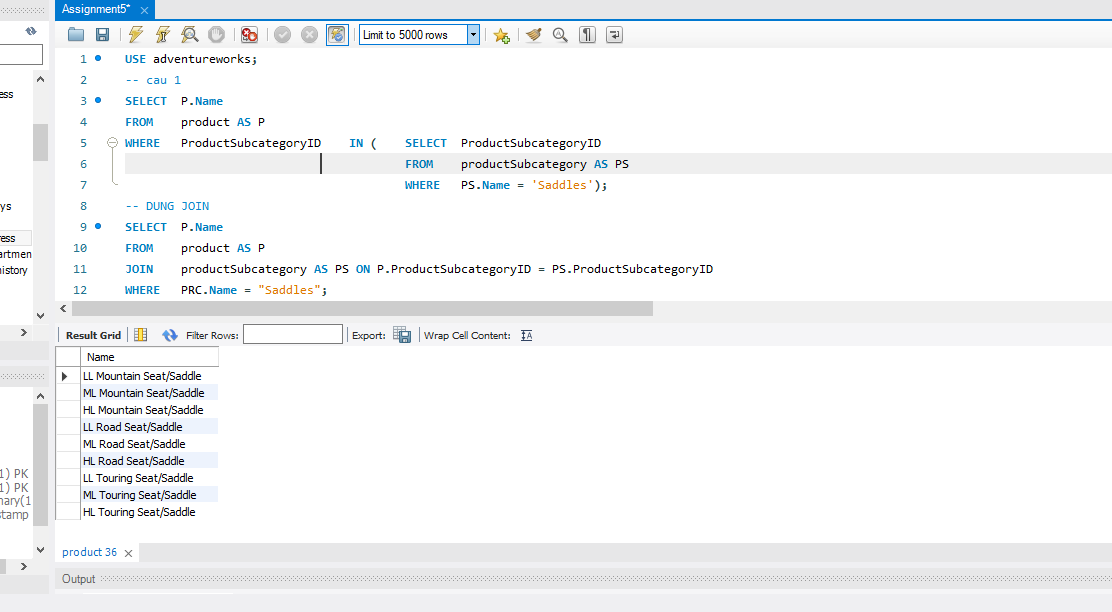 Assignment5*
Limit to 5000 rows
1 USE adventureworks;
2 -- cau 1
3 SELECT P.Name
4 FROM product AS P
5 WHERE ProductSubcategoryID IN ( SELECT ProductSubcategoryID
6 FROM productSubcategory AS PS
7 WHERE PS.Name = 'Saddles');
8 -- DUNG JOIN
9 SELECT P.Name
10 FROM product AS P
11 JOIN productSubcategory AS PS ON P.ProductSubcategoryID = PS.ProductSubcategoryID
12 WHERE PRC.Name = "Saddles";
ess
ys
ress
artmen
history
Result Grid Filter Rows: Export: Wrap Cell Content:
Name
LL Mountain Seat/Saddle
ML Mountain Seat/Saddle
HL Mountain Seat/Saddle
LL Road Seat/Saddle
ML Road Seat/Saddle
HL Road Seat/Saddle
LL Touring Seat/Saddle
ML Touring Seat/Saddle
HL Touring Seat/Saddle
1) PK
1) PK
nary(1
stamp
product 36
Output